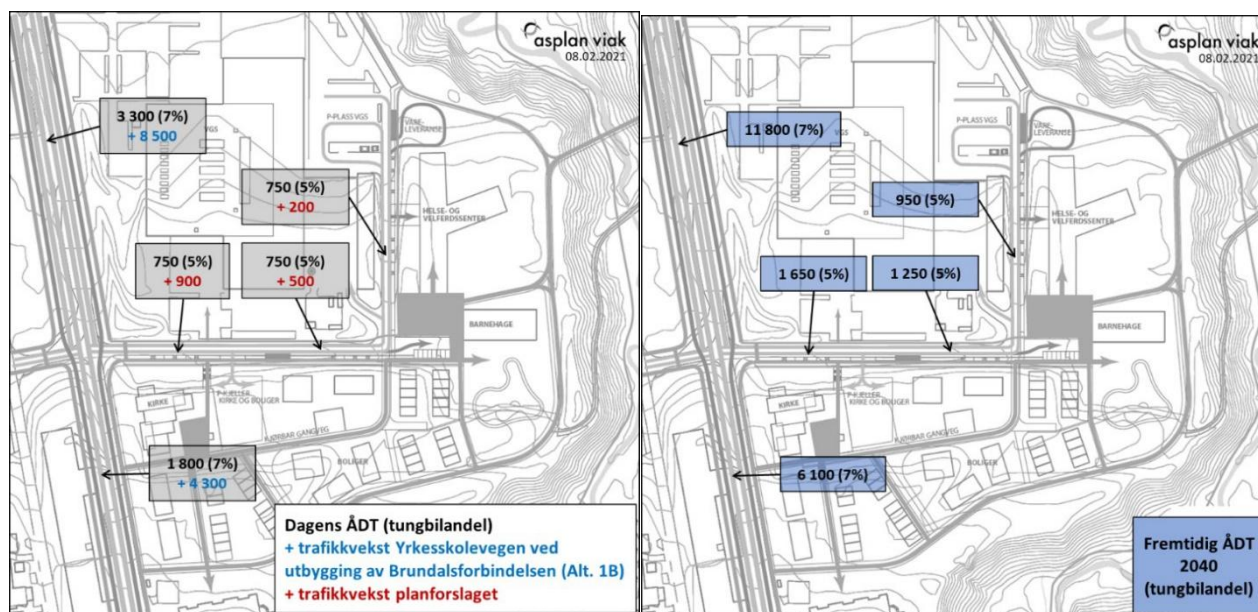 asplan viak
08.02.2021
3 300 (7%)
+ 8 500
VGS
P-PLASS VGS
VARE-
LEVERANSE
750 (5%)
+ 200
HELSE- OG
VELFERDSSENTER
750 (5%)
+ 900
750 (5%)
+ 500
BARNEHAGE
KIRKE
P-KJELLER
KIRKE OG BOLIGER
KJØRBAR GANGVEG
BOLIGER
1 800 (7%)
+ 4 300
Dagens ÅDT (tungbilandel)
+ trafikkvekst Yrkesskolevegen ved
utbygging av Brundalsforbindelsen (Alt. 1B)
+ trafikkvekst planforslaget
asplan viak
08.02.2021
11 800 (7%)
VGS
P-PLASS VGS
VARE-
LEVERANSE
950 (5%)
HELSE- OG
VELFERDSSENTER
1 650 (5%)
1 250 (5%)
BARNEHAGE
KIRKE
P-KJELLER
KIRKE OG BOLIGER
KJØRBAR GANGVEG
BOLIGER
6 100 (7%)
Fremtidig ÅDT
2040
(tungbilandel)